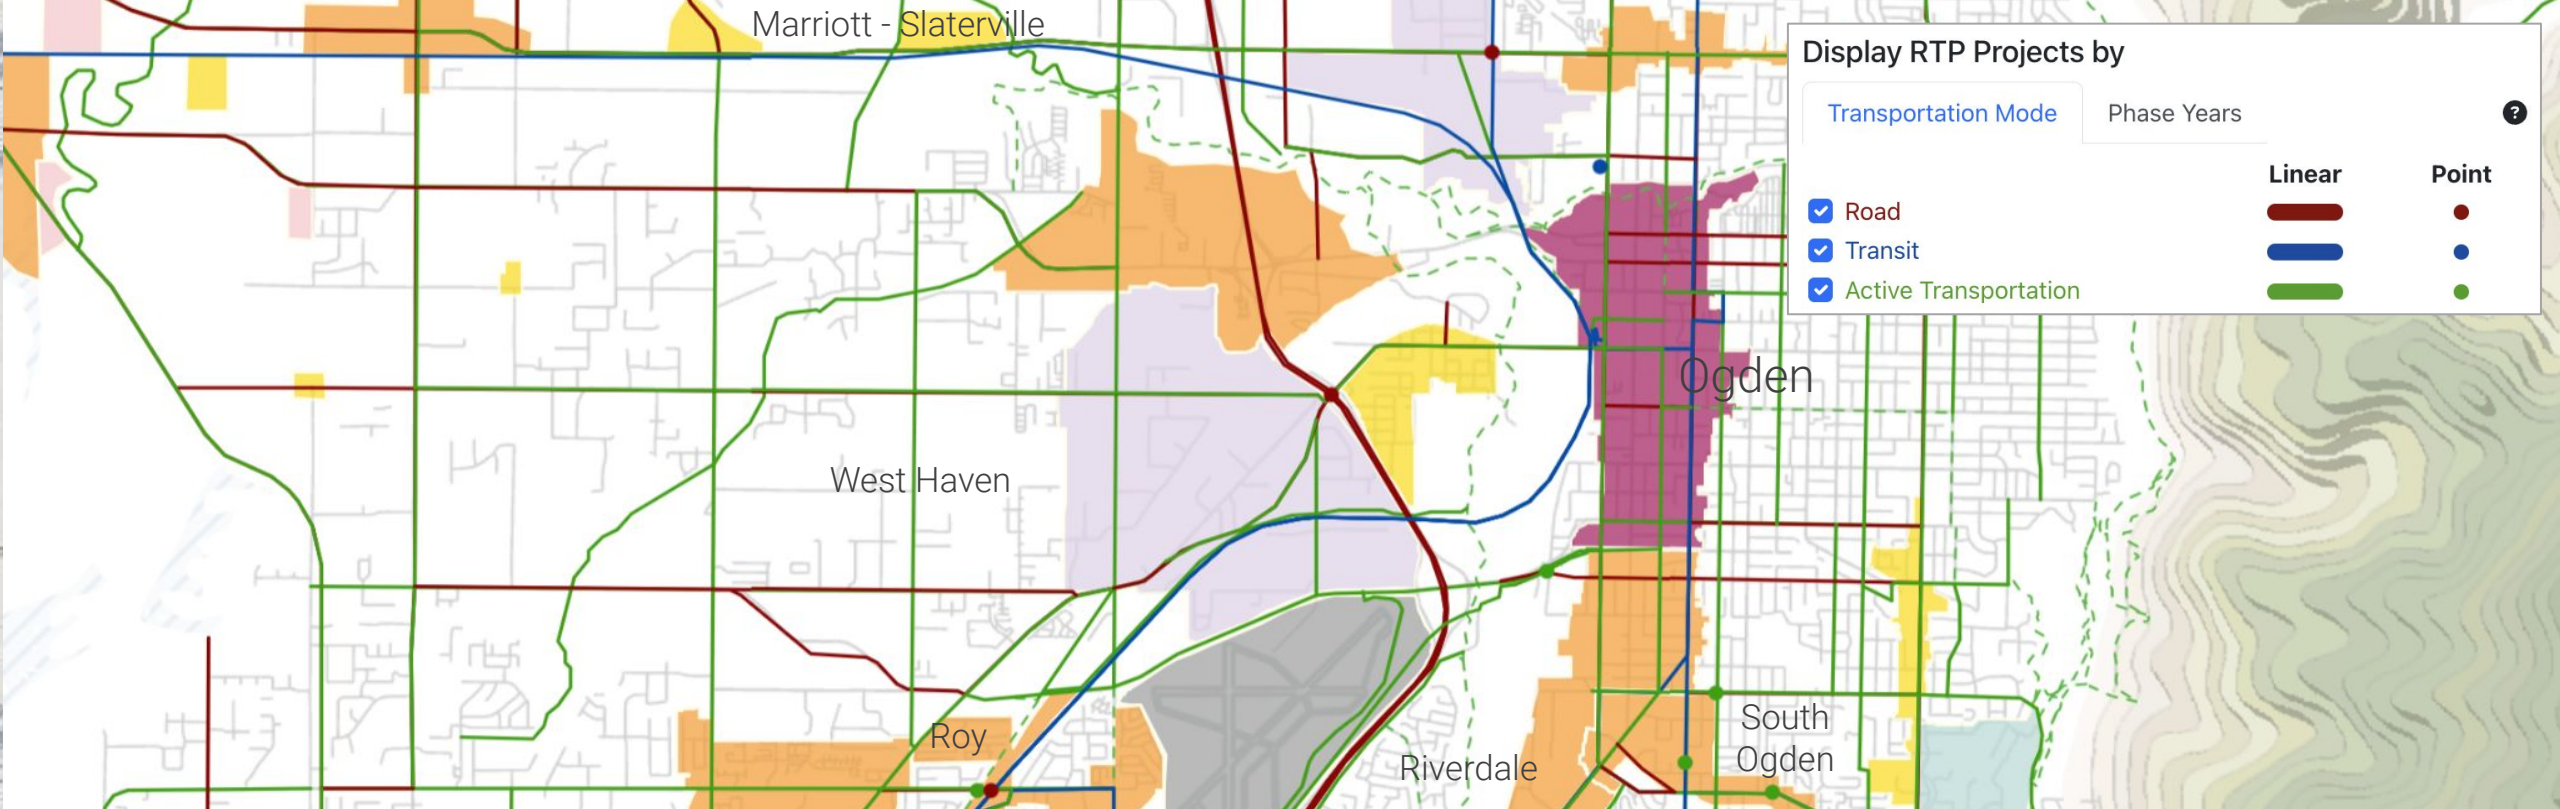 Marriott - Slaterville
Display RTP Projects by
Transportation Mode
Phase Years
?
Linear
Point
Road
Transit
Active Transportation
Ogden
West Haven
Roy
Riverdale
South
Ogden